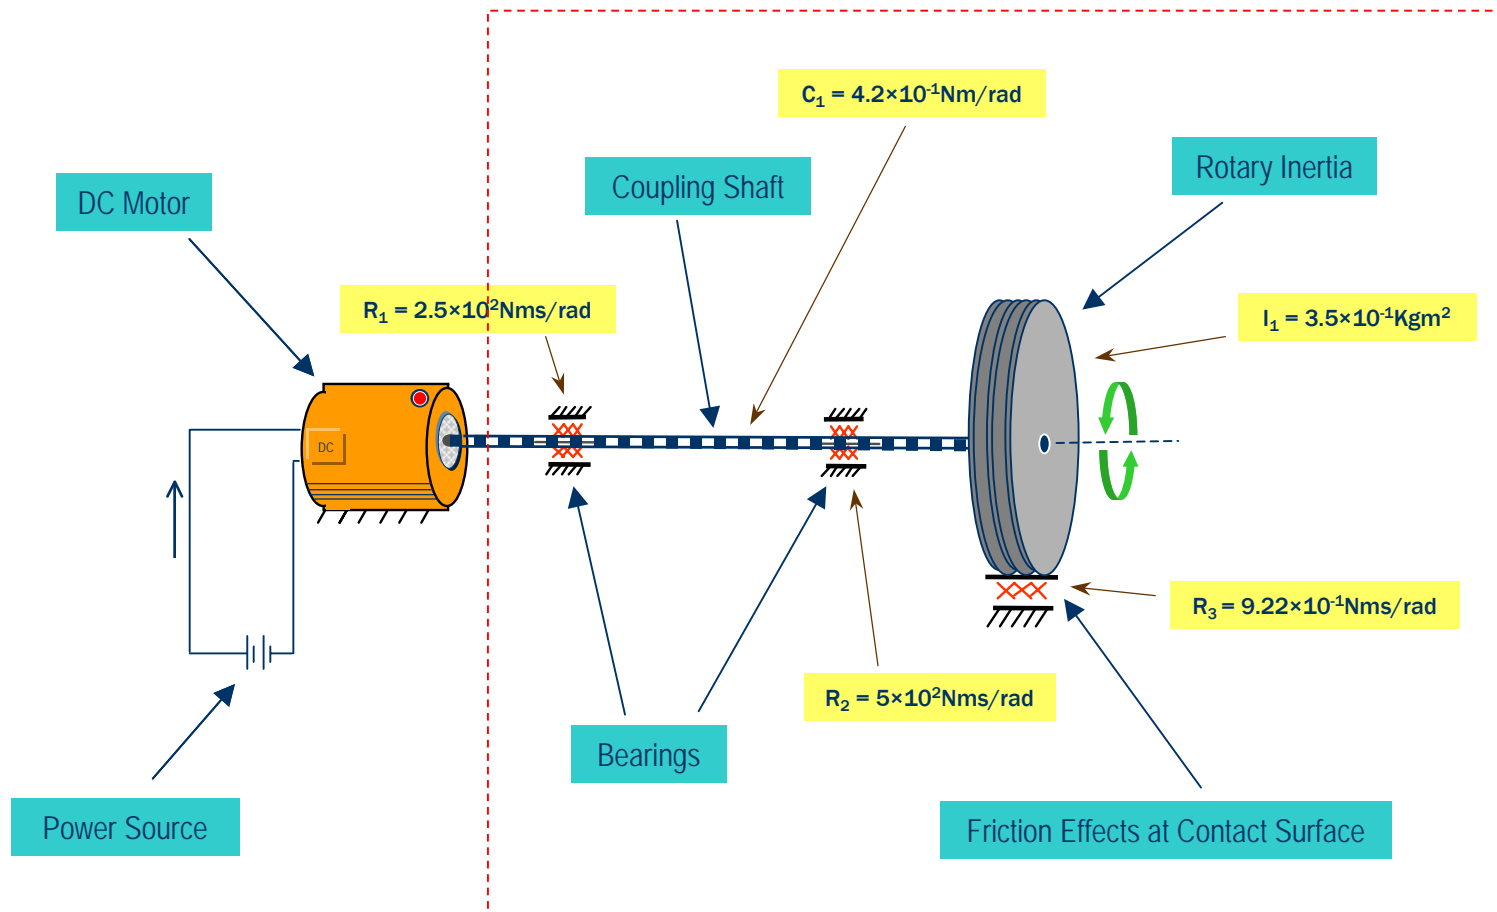 C₁ = 4.2×10⁻¹Nm/rad
Rotary Inertia
Coupling Shaft
DC Motor
R₁ = 2.5×10²Nms/rad
I₁ = 3.5×10⁻¹Kgm²
DC
R₃ = 9.22×10⁻¹Nms/rad
R₂ = 5×10²Nms/rad
Bearings
Power Source
Friction Effects at Contact Surface